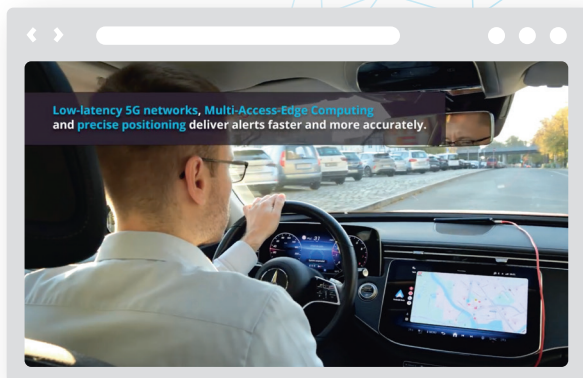 Low-latency 5G networks, Multi-Access-Edge Computing
and precise positioning deliver alerts faster and more accurately.